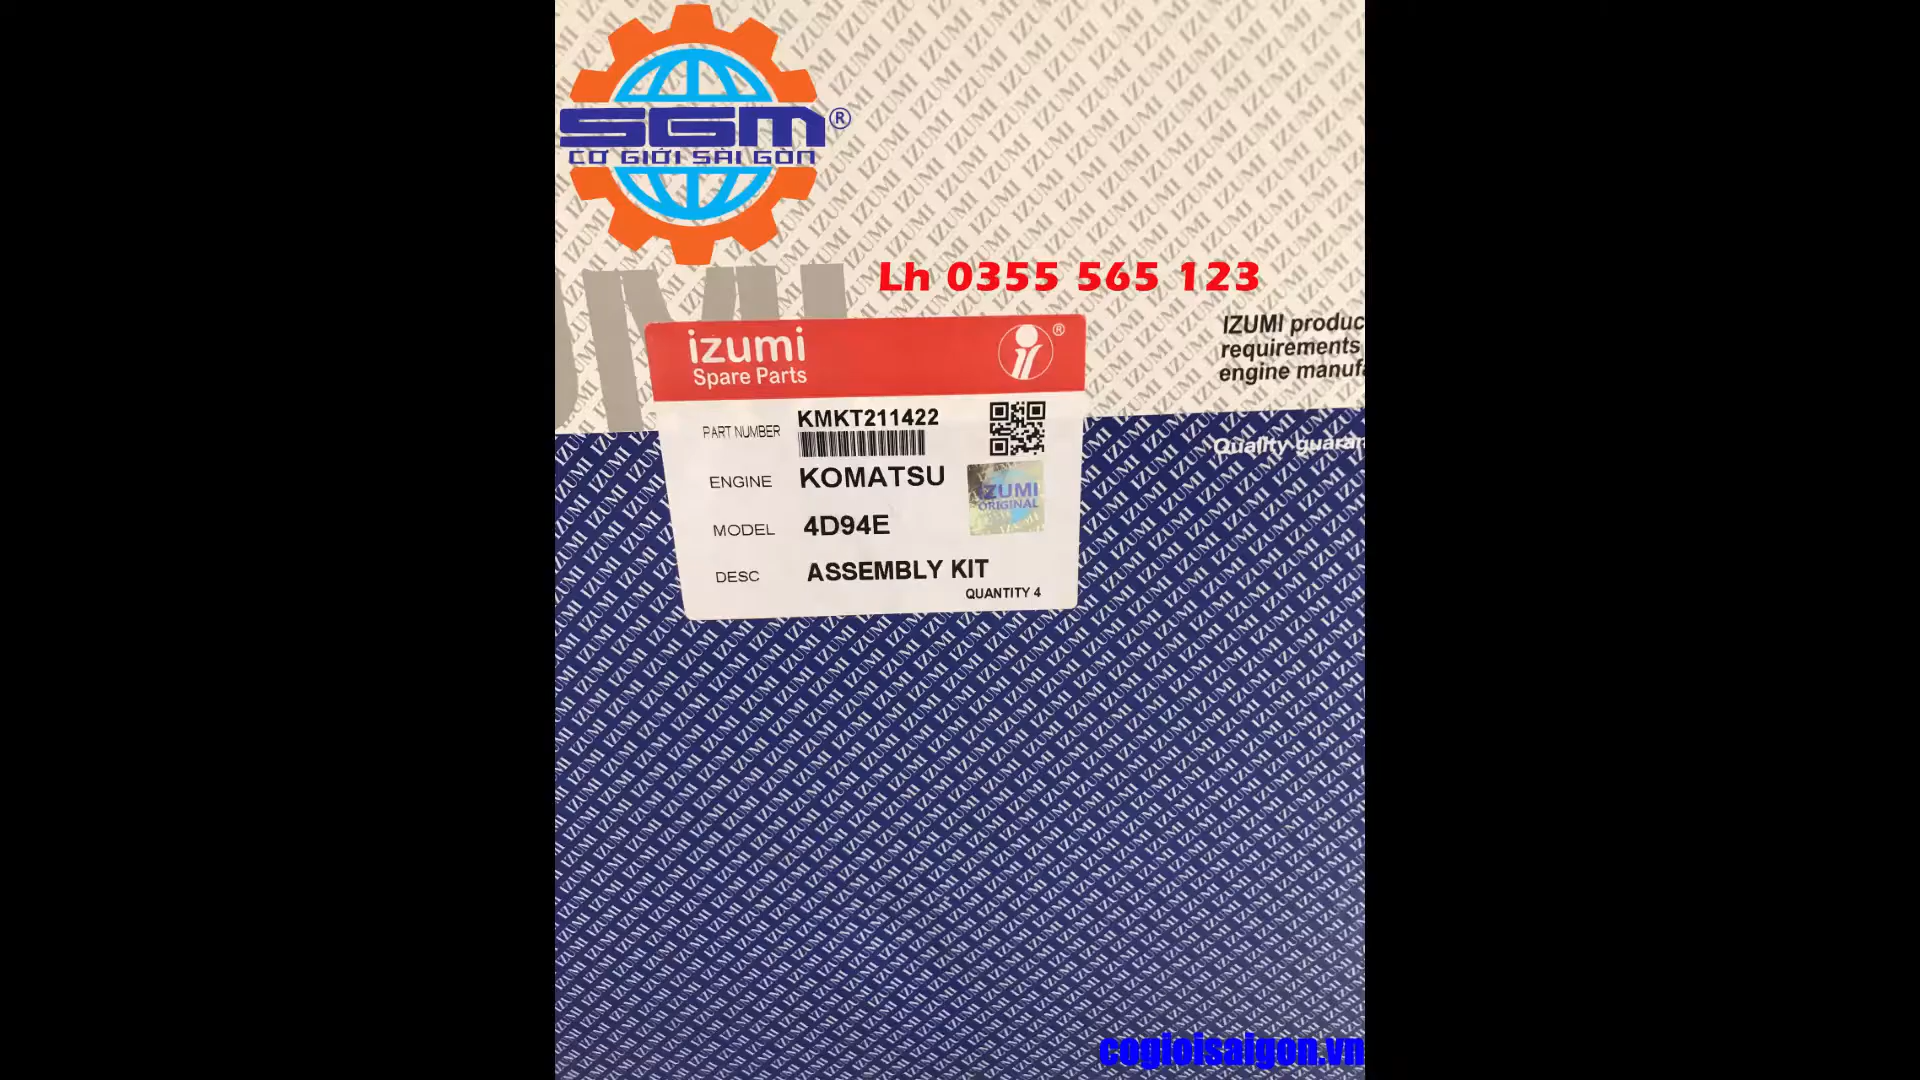 SGM®
CƠ GIỚI SÀI GÒN
Lh 0355 565 123
IZUMI produc
requirements
engine manufa
Quality guaran
izumi
Spare Parts
®
PART NUMBER KMKT211422
ENGINE KOMATSU
IZUMI
ORIGINAL
MODEL 4D94E
DESC ASSEMBLY KIT
QUANTITY 4
cogioisaigon.vn